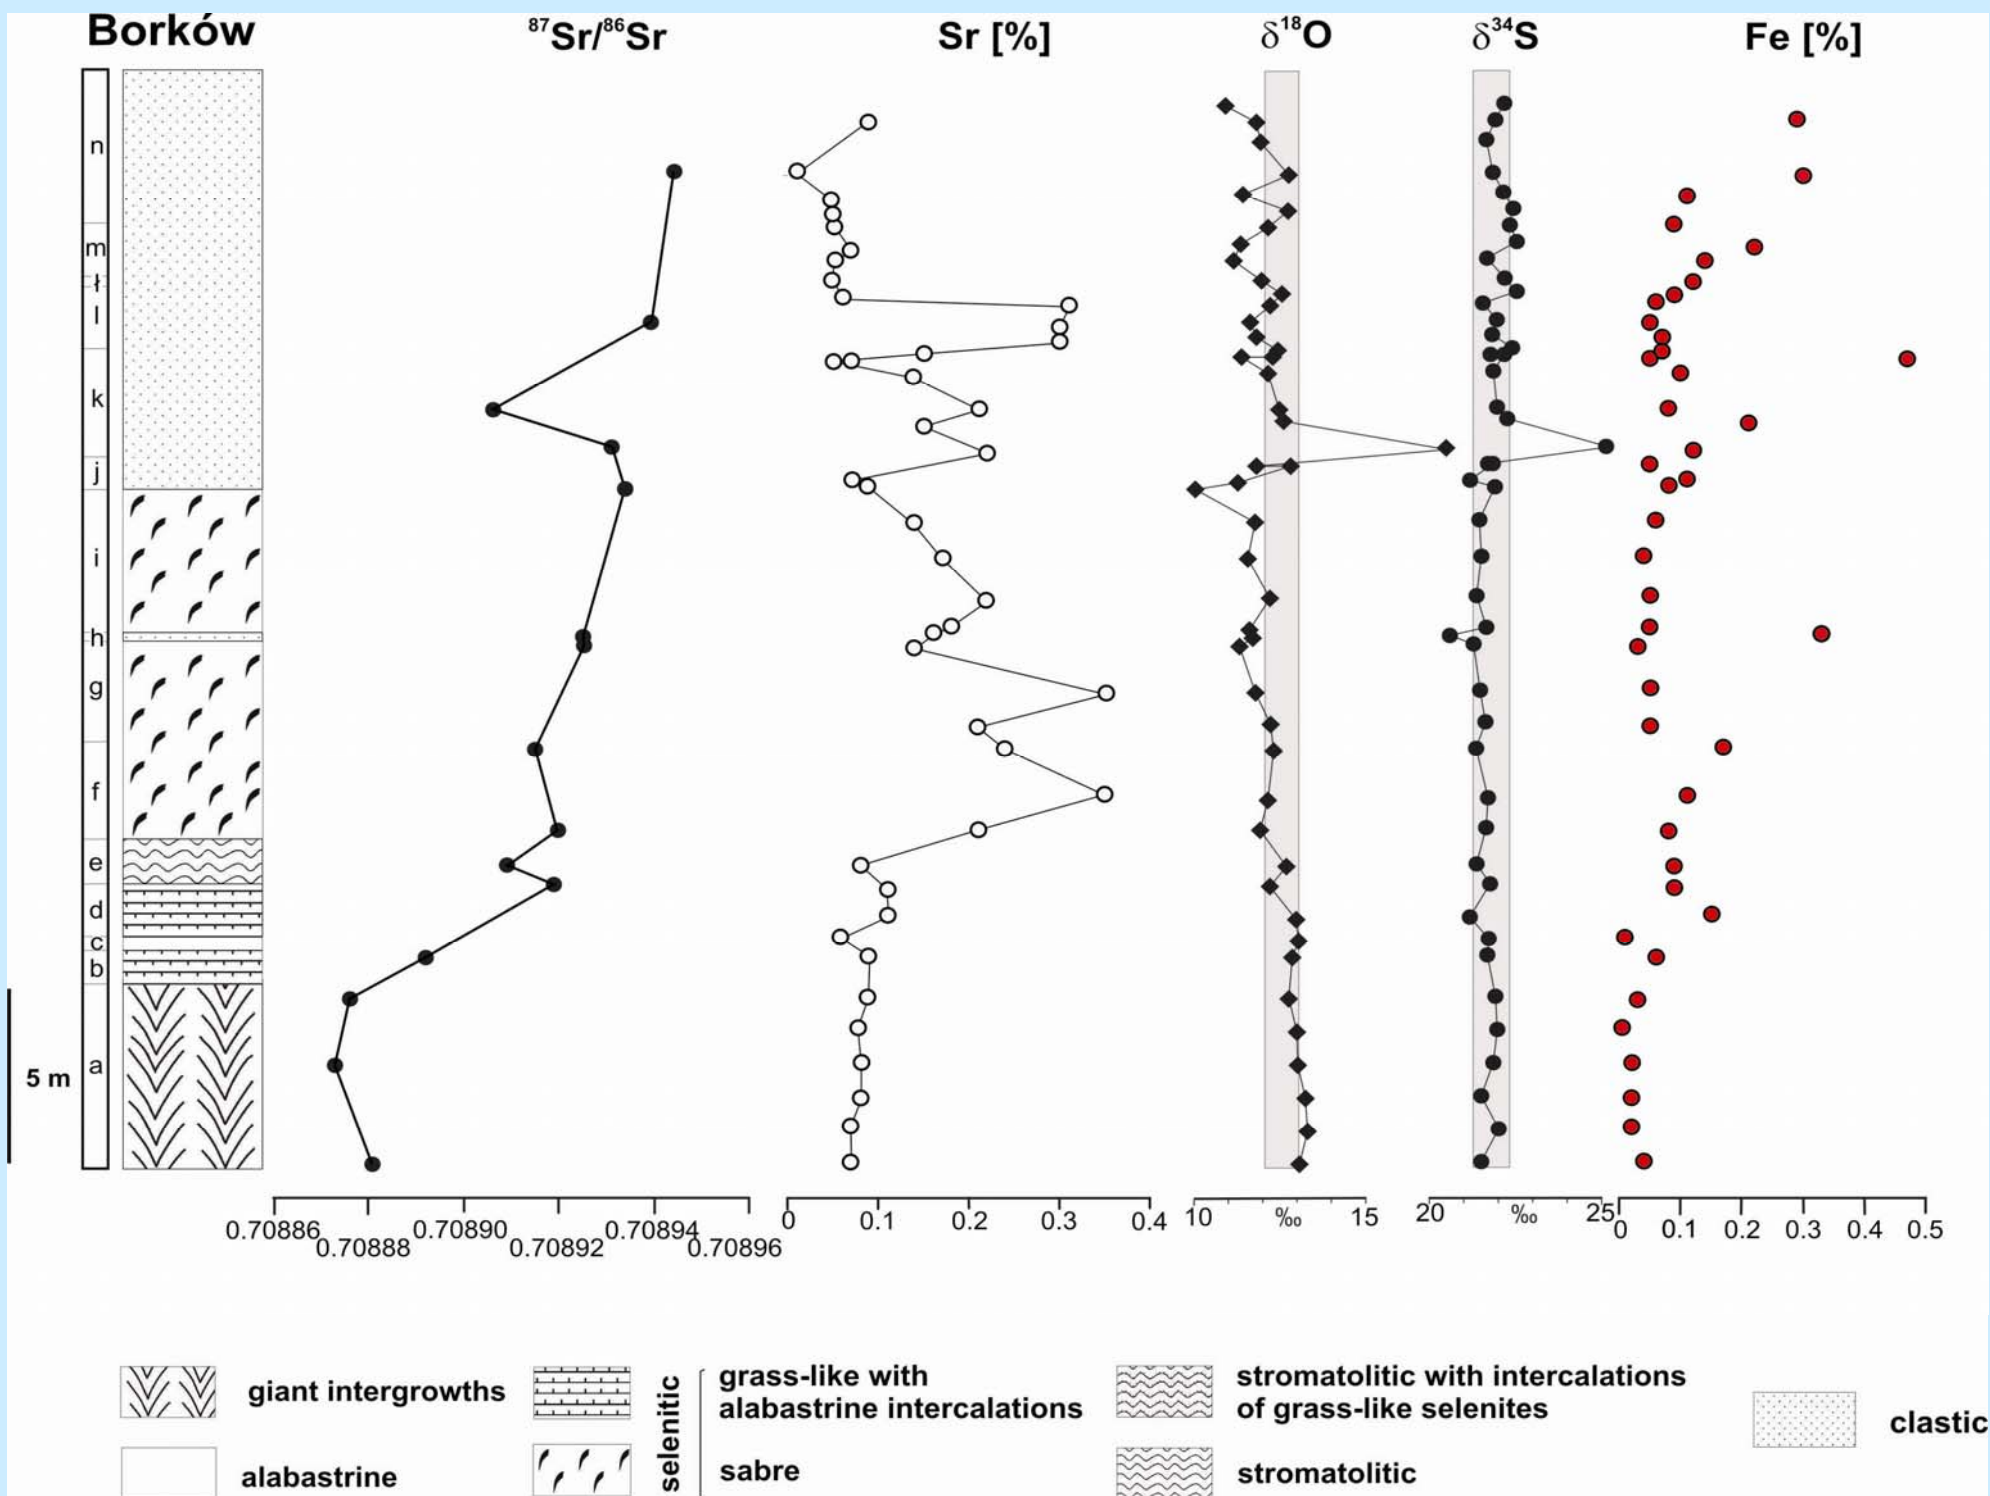 Borków
⁸⁷Sr/⁸⁶Sr
Sr [%]
δ¹⁸O
δ³⁴S
Fe [%]
n
m
ł
l
k
j
i
h
g
f
e
d
c
b
a
5 m
0.70886
0.70888
0.70890
0.70892
0.70894
0.70896
0
0.1
0.2
0.3
0.4
10
‰
15
20
‰
25
0
0.1
0.2
0.3
0.4
0.5
giant intergrowths
alabastrine
selenitic
grass-like with
alabastrine intercalations
sabre
stromatolitic with intercalations
of grass-like selenites
stromatolitic
clastic